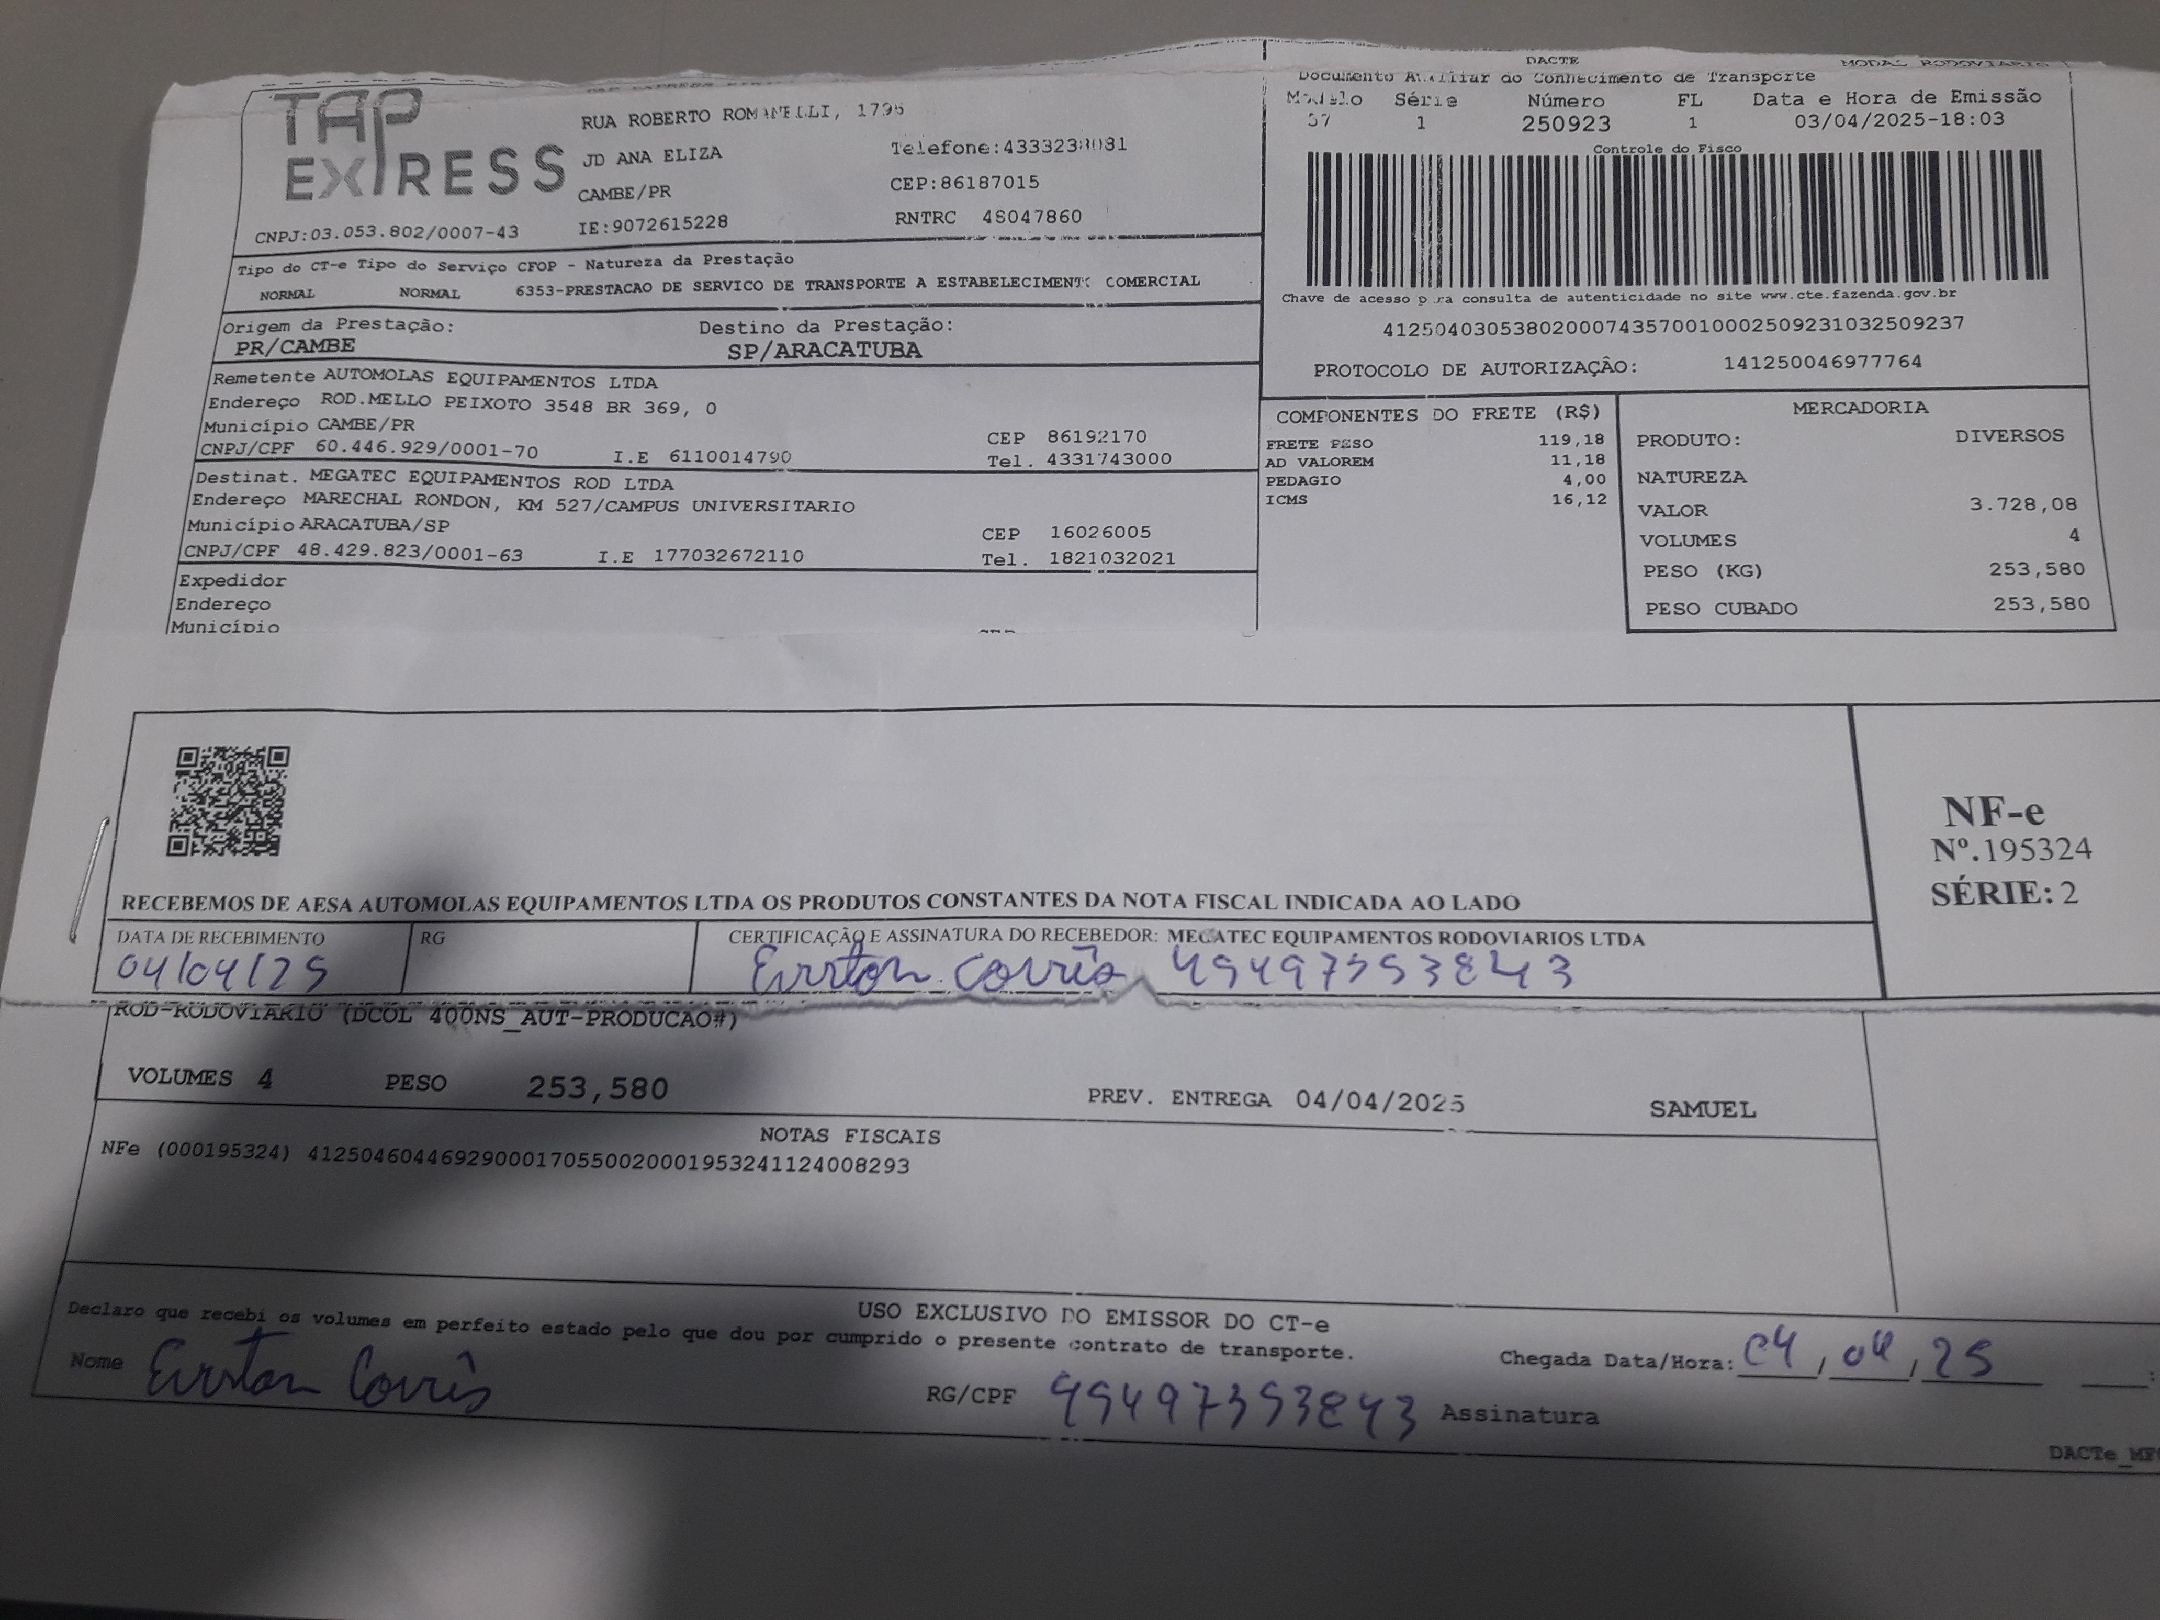 TAP
EXPRESS
CNPJ:03.053.802/0007-43
RUA ROBERTO ROMANELLI, 1795
JD ANA ELIZA
CAMBE/PR
IE:9072615228
CEP:86187015
RNTRC
DACTE
MODAL RODOVIARIO
Documento Auxiliar do Conhecimento de Transporte
Modelo Série Número FL Data e Hora de Emissão
57 1 250923 1 03/04/2025-18:03
Controle do Fisco
Chave de acesso para consulta de autenticidade no site www.cte.fazenda.gov.br
41250403053802000743570010002509231032509237
PROTOCOLO DE AUTORIZAÇÃO: 141250046977764
Tipo do CT-e Tipo do Serviço CFOP - Natureza da Prestação
NORMAL NORMAL 6353-PRESTACAO DE SERVICO DE TRANSPORTE A ESTABELECIMENTO COMERCIAL
Origem da Prestação: Destino da Prestação:
PR/CAMBE SP/ARACATUBA
Remetente AUTOMOLAS EQUIPAMENTOS LTDA
Endereço ROD.MELLO PEIXOTO 3548 BR 369, 0
Município CAMBE/PR CEP 86192170
CNPJ/CPF 60.446.929/0001-70 I.E 6110014790 Tel. 4331743000
Destinat. MEGATEC EQUIPAMENTOS ROD LTDA
Endereço MARECHAL RONDON, KM 527/CAMPUS UNIVERSITARIO
Município ARACATUBA/SP CEP 16026005
CNPJ/CPF 48.429.823/0001-63 I.E 177032672110 Tel. 1821032021
Expedidor
Endereço
Município
COMPONENTES DO FRETE (R$)
FRETE PESO 119,18
AD VALOREM 11,18
PEDAGIO 4,00
ICMS 16,12
MERCADORIA
PRODUTO: DIVERSOS
NATUREZA
VALOR 3.728,08
VOLUMES 4
PESO (KG) 253,580
PESO CUBADO 253,580
NF-e
Nº.195324
SÉRIE: 2
RECEBEMOS DE AESA AUTOMOLAS EQUIPAMENTOS LTDA OS PRODUTOS CONSTANTES DA NOTA FISCAL INDICADA AO LADO
DATA DE RECEBIMENTO RG CERTIFICAÇÃO E ASSINATURA DO RECEBEDOR: MEGATEC EQUIPAMENTOS RODOVIARIOS LTDA
04/04/25
ROD-RODOVIARIO (DCOL 400NS_AUT-PRODUCAO#)
VOLUMES 4 PESO 253,580 PREV. ENTREGA 04/04/2025 SAMUEL
NOTAS FISCAIS
NFe (000195324) 41250460446929000170550020001953241124008293
USO EXCLUSIVO DO EMISSOR DO CT-e
Declaro que recebi os volumes em perfeito estado pelo que dou por cumprido o presente contrato de transporte.
Nome
RG/CPF
Assinatura
Chegada Data/Hora: 04, 04, 25